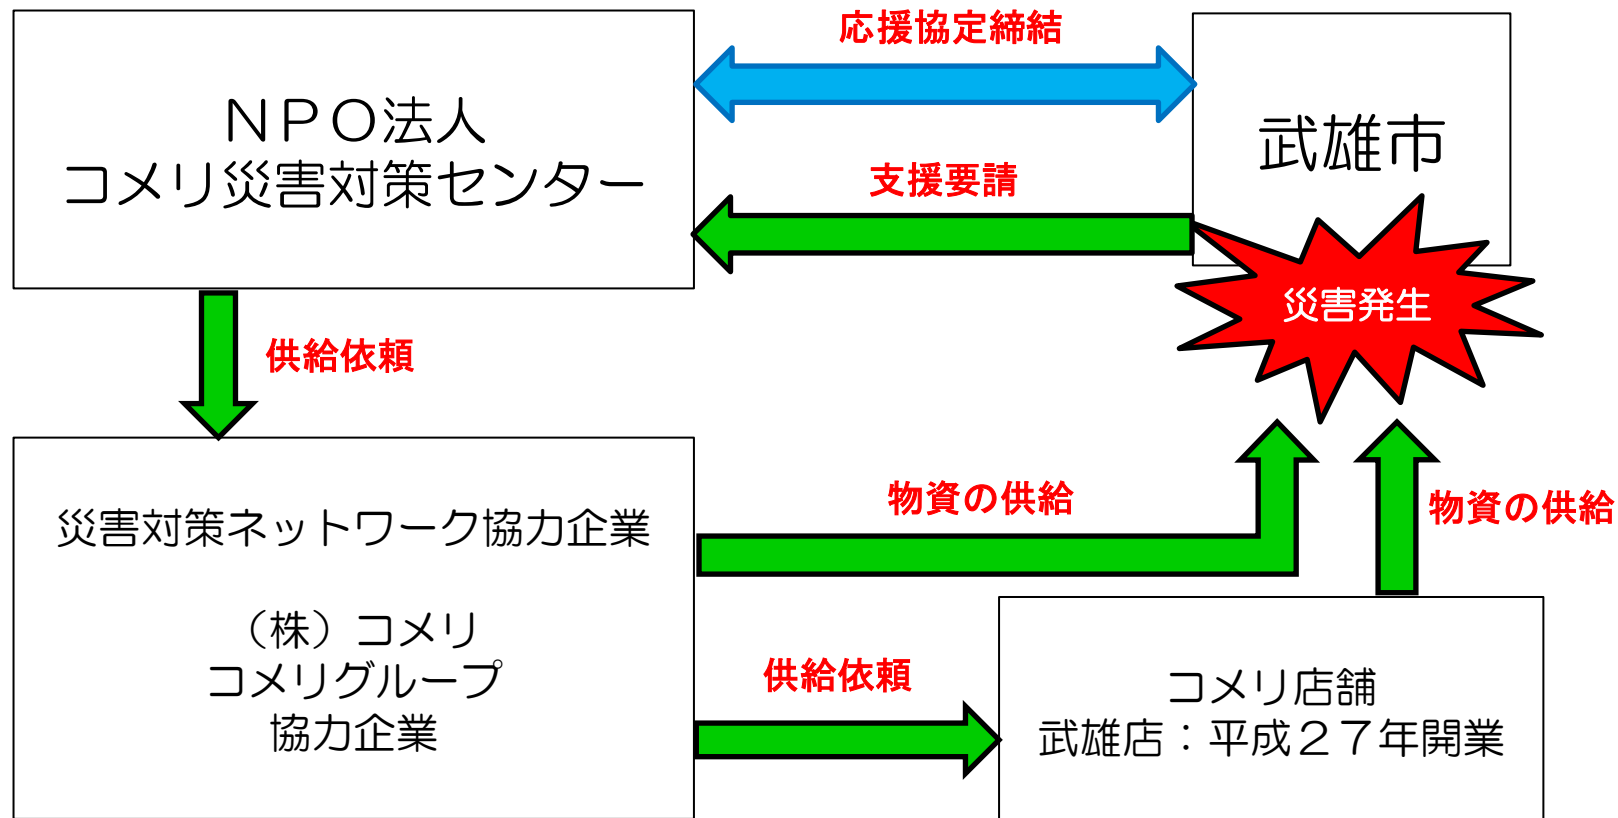 応援協定締結
ＮＰＯ法人
コメリ災害対策センター
武雄市
支援要請
災害発生
供給依頼
災害対策ネットワーク協力企業
（株）コメリ
コメリグループ
協力企業
物資の供給
物資の供給
供給依頼
コメリ店舗
武雄店：平成２７年開業